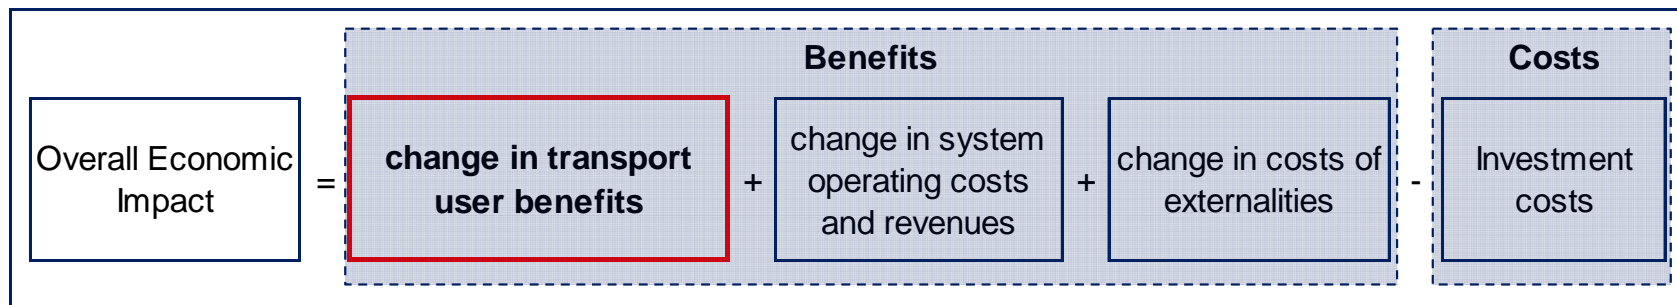 Benefits
Costs
Overall Economic
Impact
=
change in transport
user benefits
+
change in system
operating costs
and revenues
+
change in costs of
externalities
-
Investment
costs